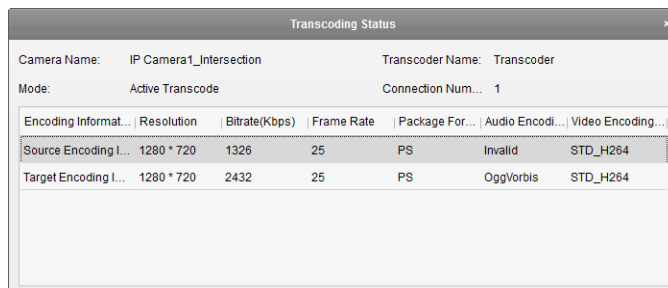 Transcoding Status
Camera Name: IP Camera1_Intersection Transcoder Name: Transcoder
Mode: Active Transcode Connection Num... 1
Encoding Informat... Resolution Bitrate(Kbps) Frame Rate Package For... Audio Encodi... Video Encoding...
Source Encoding I... 1280 * 720 1326 25 PS Invalid STD_H264
Target Encoding I... 1280 * 720 2432 25 PS OggVorbis STD_H264